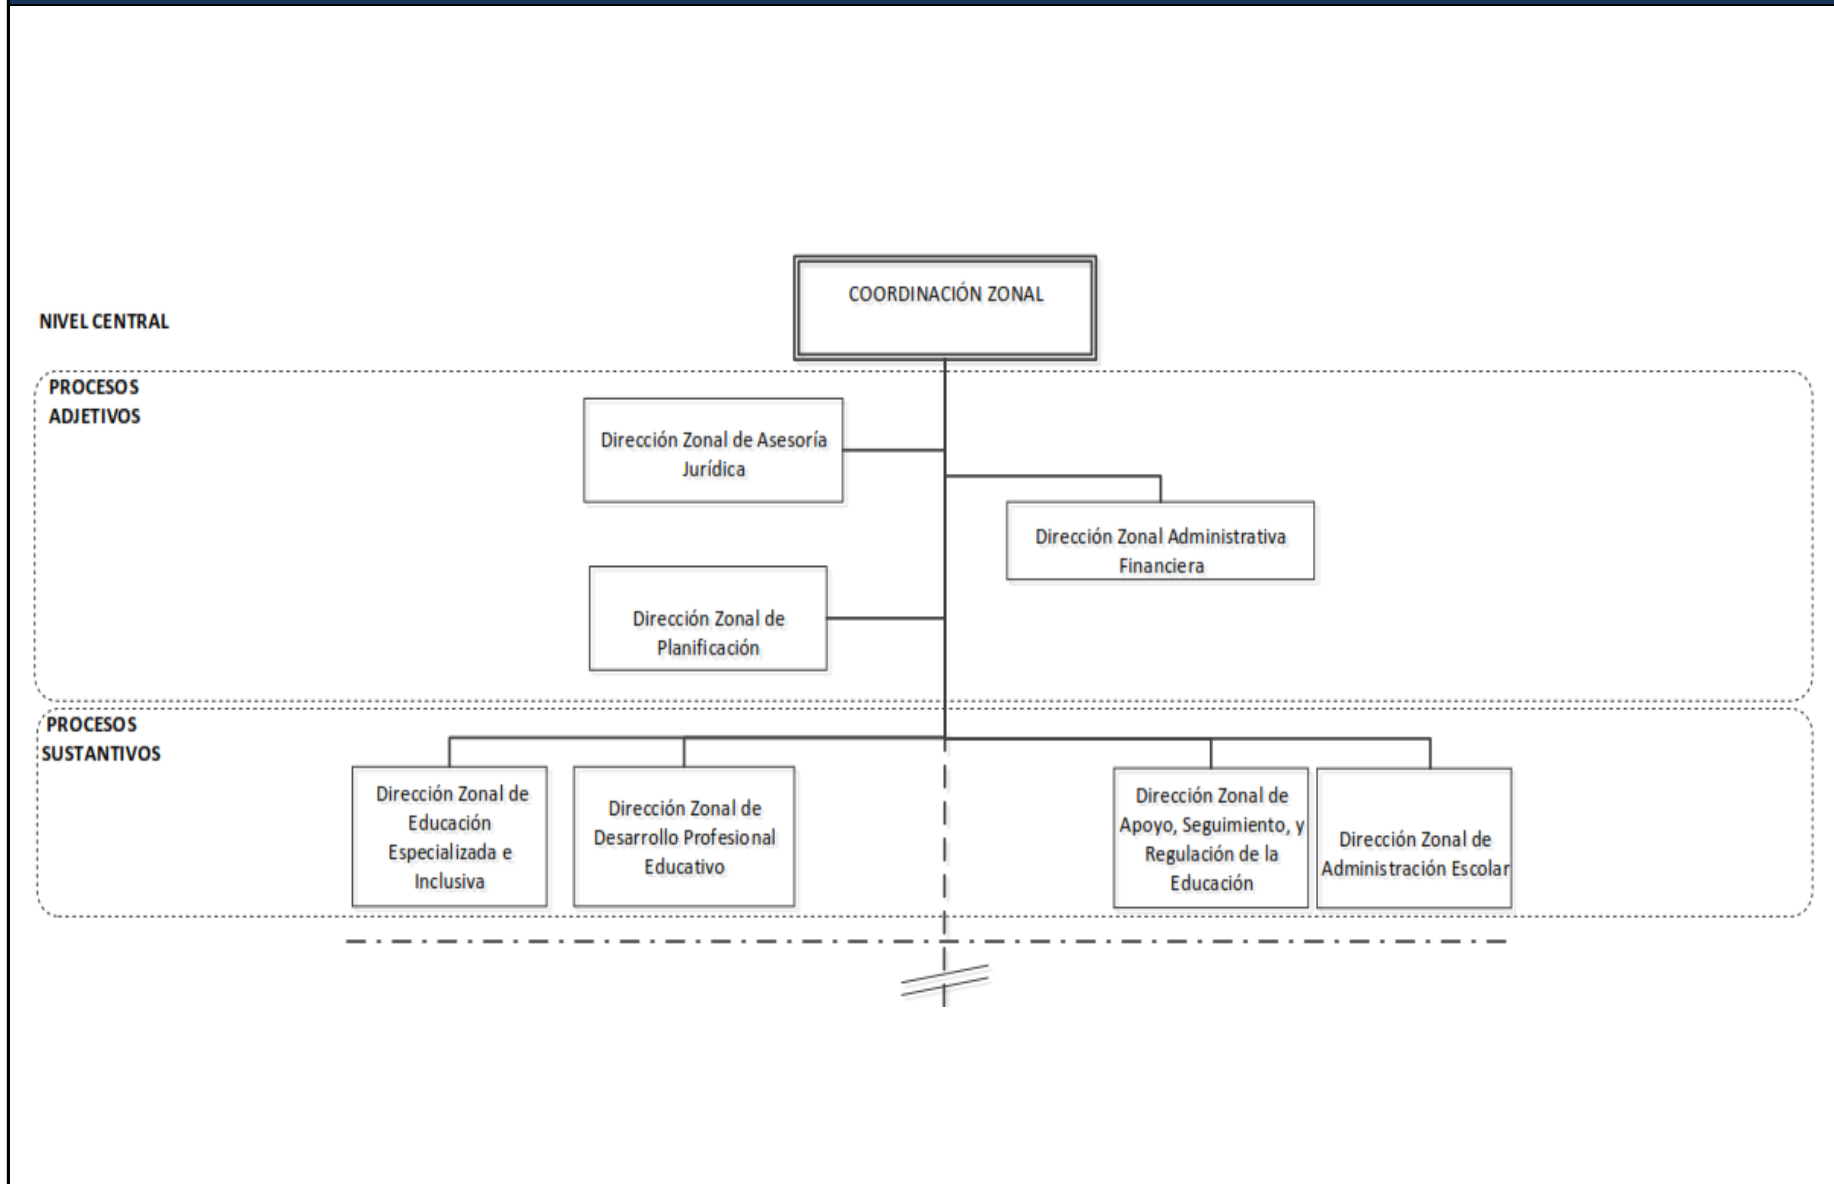 COORDINACIÓN ZONAL
NIVEL CENTRAL
PROCESOS
ADJETIVOS
Dirección Zonal de Asesoría
Jurídica
Dirección Zonal Administrativa
Financiera
Dirección Zonal de
Planificación
PROCESOS
SUSTANTIVOS
Dirección Zonal de
Educación
Especializada e
Inclusiva
Dirección Zonal de
Desarrollo Profesional
Educativo
Dirección Zonal de
Apoyo, Seguimiento, y
Regulación de la
Educación
Dirección Zonal de
Administración Escolar